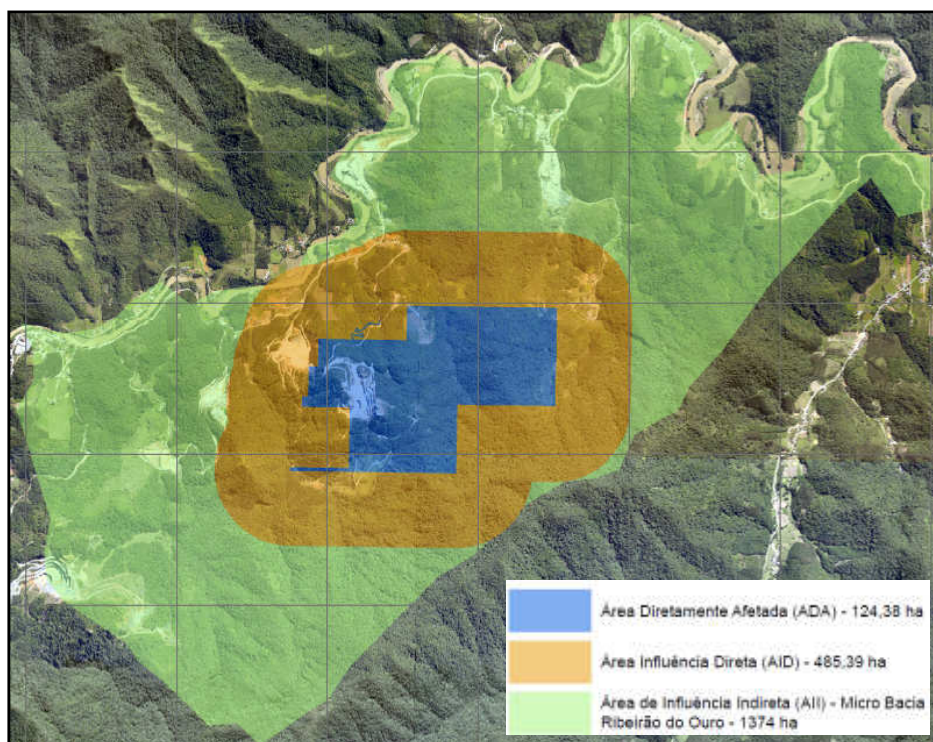 Área Diretamente Afetada (ADA) - 124,38 ha
Área Influência Direta (AID) - 485,39 ha
Área de Influência Indireta (AII) - Micro Bacia
Ribeirão do Ouro - 1374 ha